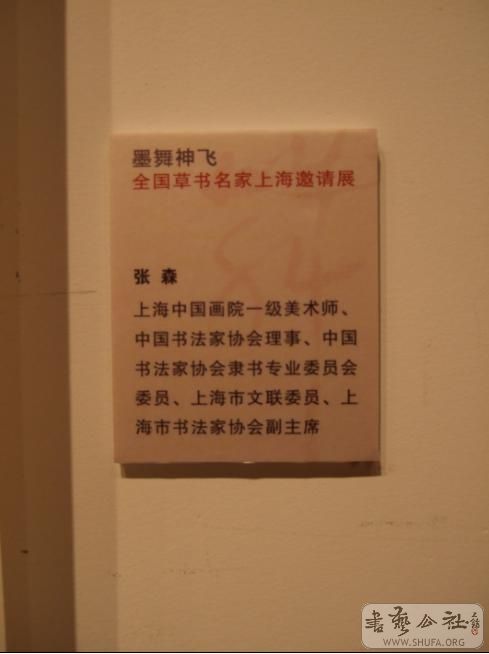 墨舞神飞
全国草书名家上海邀请展
张 森
上海中国画院一级美术师、
中国书法家协会理事、中国
书法家协会隶书专业委员会
委员、上海市文联委员、上
海市书法家协会副主席
書藝公社
WWW.SHUFA.ORG